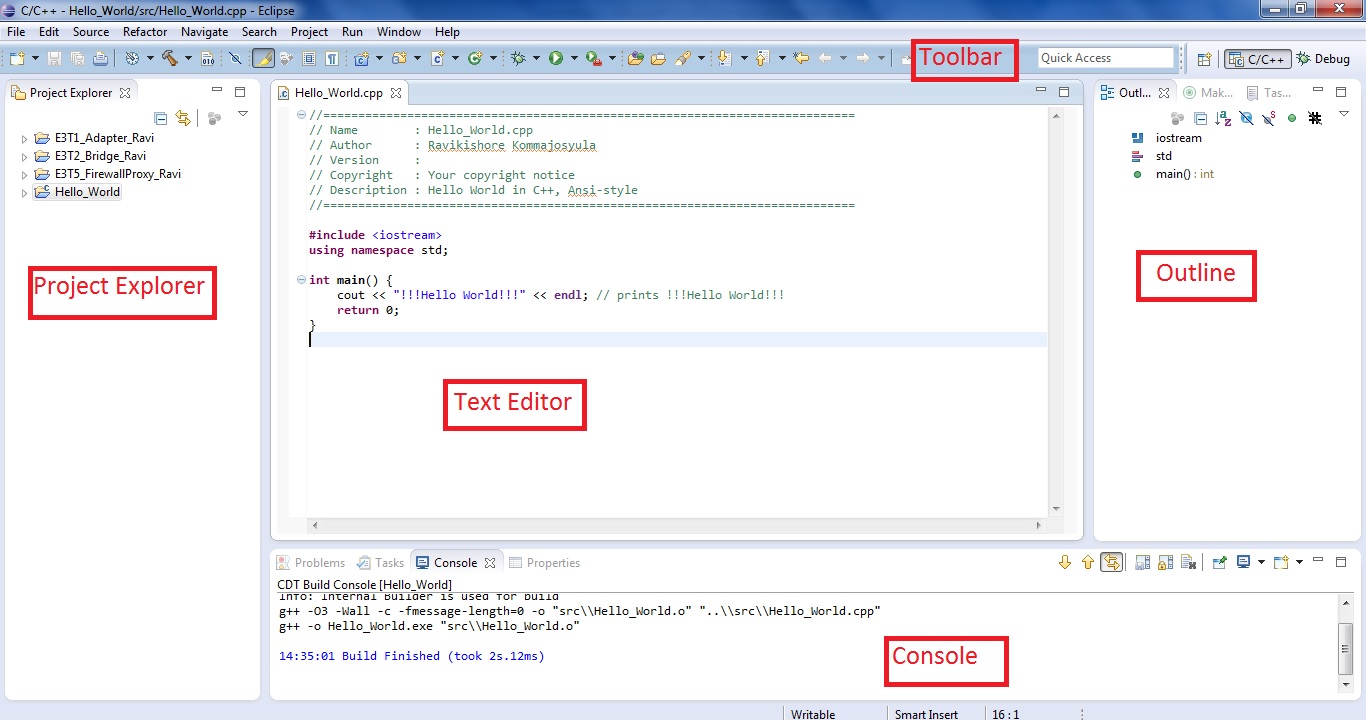 C/C++ - Hello_World/src/Hello_World.cpp - Eclipse
File Edit Source Refactor Navigate Search Project Run Window Help
Toolbar
Quick Access
C/C++
Debug
Project Explorer
E3T1_Adapter_Ravi
E3T2_Bridge_Ravi
E3T5_FirewallProxy_Ravi
Hello_World
Project Explorer
Hello_World.cpp
//============================================================================
// Name        : Hello_World.cpp
// Author      : Ravikishore Kommajosyula
// Version     :
// Copyright   : Your copyright notice
// Description : Hello World in C++, Ansi-style
//============================================================================
#include <iostream>
using namespace std;
int main() {
    cout << "!!!Hello World!!!" << endl; // prints !!!Hello World!!!
    return 0;
}
Text Editor
Outl... Mak... Tas...
iostream
std
main() : int
Outline
Problems Tasks Console Properties
CDT Build Console [Hello_World]
Info: Internal Builder is used for build
g++ -O3 -Wall -c -fmessage-length=0 -o "src\\Hello_World.o" "..\\src\\Hello_World.cpp"
g++ -o Hello_World.exe "src\\Hello_World.o"
14:35:01 Build Finished (took 2s.12ms)
Console
Writable Smart Insert 16 : 1